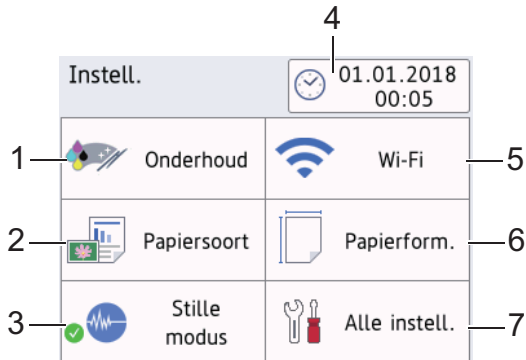 4
Instell.
01.01.2018
00:05
1
Onderhoud
Wi-Fi
5
2
Papiersoort
Papierform.
6
3
Stille
modus
Alle instell.
7